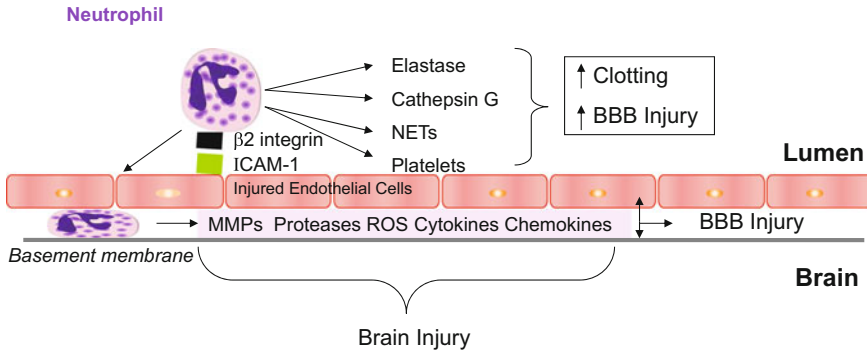 Neutrophil
Elastase
Cathepsin G
NETs
Platelets
Clotting
BBB Injury
β2 integrin
ICAM-1
Lumen
Injured Endothelial Cells
MMPs Proteases ROS Cytokines Chemokines
BBB Injury
Basement membrane
Brain
Brain Injury